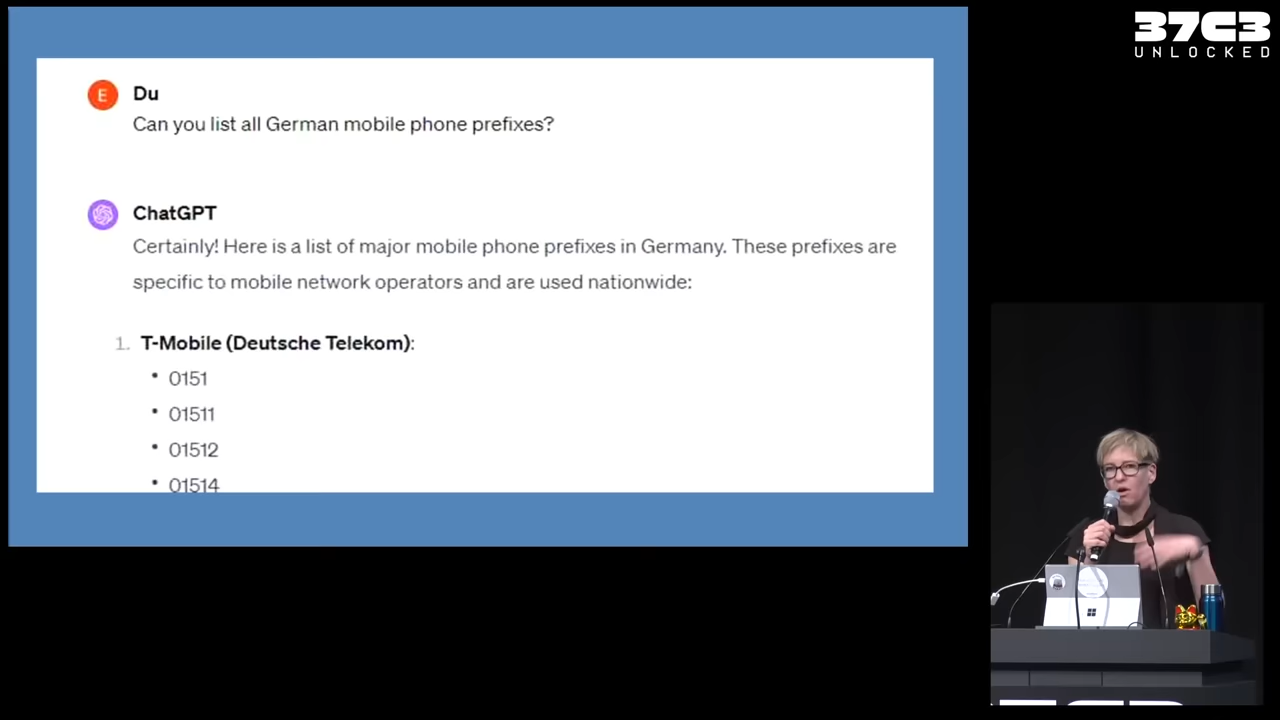 37C3
UNLOCKED
E
Du
Can you list all German mobile phone prefixes?
ChatGPT
Certainly! Here is a list of major mobile phone prefixes in Germany. These prefixes are
specific to mobile network operators and are used nationwide:
1. T-Mobile (Deutsche Telekom):
• 0151
• 01511
• 01512
• 01514